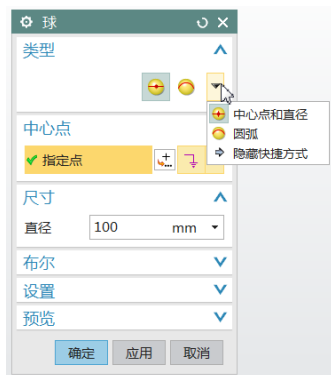 球
类型
中心点和直径
中心点
圆弧
指定点
隐藏快捷方式
尺寸
直径 100 mm
布尔
设置
预览
确定 应用 取消